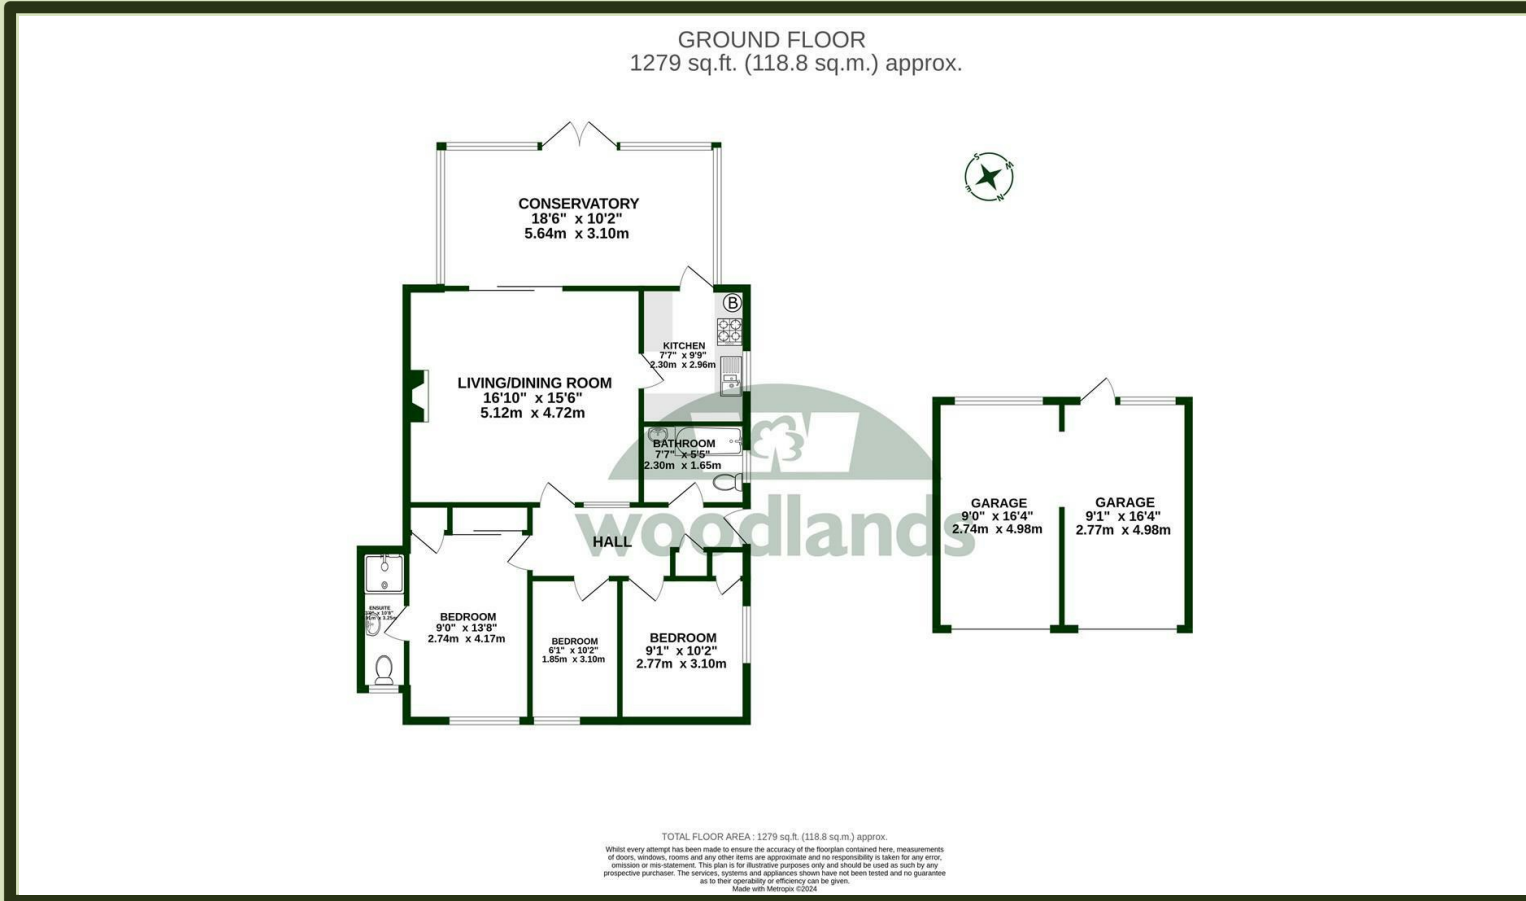 GROUND FLOOR
1279 sq.ft. (118.8 sq.m.) approx.
CONSERVATORY
18'6" x 10'2"
5.64m x 3.10m
S
W
E
N
B
KITCHEN
7'7" x 9'9"
2.30m x 2.96m
LIVING/DINING ROOM
16'10" x 15'6"
5.12m x 4.72m
BATHROOM
7'7" x 5'5"
2.30m x 1.65m
woodlands
HALL
GARAGE
9'0" x 16'4"
2.74m x 4.98m
GARAGE
9'1" x 16'4"
2.77m x 4.98m
ENSUITE
x 10'8"
x 3.25m
BEDROOM
9'0" x 13'8"
2.74m x 4.17m
BEDROOM
6'1" x 10'2"
1.85m x 3.10m
BEDROOM
9'1" x 10'2"
2.77m x 3.10m
TOTAL FLOOR AREA : 1279 sq.ft. (118.8 sq.m.) approx.
Whilst every attempt has been made to ensure the accuracy of the floorplan contained here, measurements
of doors, windows, rooms and any other items are approximate and no responsibility is taken for any error,
omission or mis-statement. This plan is for illustrative purposes only and should be used as such by any
prospective purchaser. The services, systems and appliances shown have not been tested and no guarantee
as to their operability or efficiency can be given.
Made with Metropix ©2024